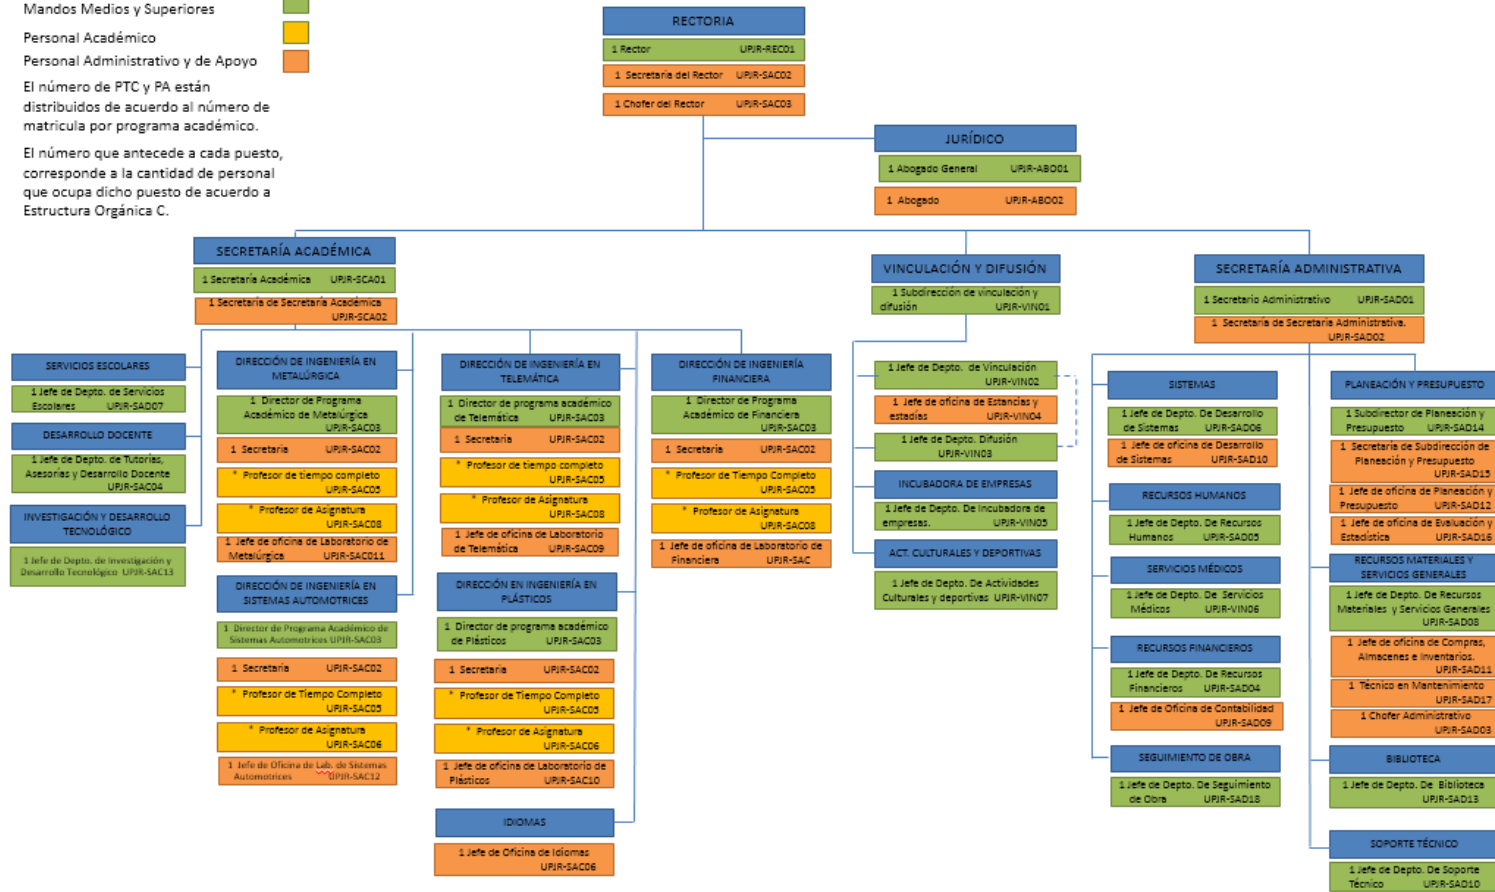 Mandos Medios y Superiores
Personal Académico
Personal Administrativo y de Apoyo
El número de PTC y PA están
distribuidos de acuerdo al número de
matricula por programa académico.
El número que antecede a cada puesto,
corresponde a la cantidad de personal
que ocupa dicho puesto de acuerdo a
Estructura Orgánica C.
RECTORIA
1 Rector UPJR-REC01
1 Secretaria del Rector UPJR-SAC02
1 Chofer del Rector UPJR-SAC03
JURÍDICO
1 Abogado General UPJR-ABO01
1 Abogado UPJR-ABO02
SECRETARÍA ACADÉMICA
1 Secretaría Académica UPJR-SCA01
1 Secretaria de Secretaría Académica
UPJR-SCA02
SERVICIOS ESCOLARES
1 Jefe de Depto. de Servicios
Escolares UPJR-SAD07
DESARROLLO DOCENTE
1 Jefe de Depto. de Tutorías,
Asesorías y Desarrollo Docente
UPJR-SAC04
INVESTIGACIÓN Y DESARROLLO
TECNOLÓGICO
1 Jefe de Depto. de Investigación y
Desarrollo Tecnológico UPJR-SAC13
DIRECCIÓN DE INGENIERÍA EN
METALÚRGICA
1 Director de Programa
Académico de Metalúrgica
UPJR-SAC03
1 Secretaria UPJR-SAC02
* Profesor de tiempo completo
UPJR-SAC05
* Profesor de Asignatura
UPJR-SAC08
1 Jefe de oficina de Laboratorio de
Metalúrgica UPJR-SAC011
DIRECCIÓN DE INGENIERÍA EN
SISTEMAS AUTOMOTRICES
1 Director de Programa Académico de
Sistemas Automotrices UPJR-SAC03
1 Secretaria UPJR-SAC02
* Profesor de Tiempo Completo
UPJR-SAC05
* Profesor de Asignatura
UPJR-SAC06
1 Jefe de Oficina de Lab. de Sistemas
Automotrices UPJR-SAC12
DIRECCIÓN DE INGENIERÍA EN
TELEMÁTICA
1 Director de programa académico
de Telemática UPJR-SAC03
1 Secretaria UPJR-SAC02
* Profesor de tiempo completo
UPJR-SAC05
* Profesor de Asignatura
UPJR-SAC08
1 Jefe de oficina de Laboratorio
de Telemática UPJR-SAC09
DIRECCIÓN EN INGENIERÍA EN
PLÁSTICOS
1 Director de programa académico
de Plásticos UPJR-SAC03
1 Secretaria UPJR-SAC02
* Profesor de Tiempo Completo
UPJR-SAC05
* Profesor de Asignatura
UPJR-SAC06
1 Jefe de oficina de Laboratorio de
Plásticos UPJR-SAC10
IDIOMAS
1 Jefe de Oficina de Idiomas
UPJR-SAC06
DIRECCIÓN DE INGENIERÍA
FINANCIERA
1 Director de Programa
Académico de Financiera
UPJR-SAC03
1 Secretaria UPJR-SAC02
* Profesor de Tiempo Completo
UPJR-SAC05
* Profesor de Asignatura
UPJR-SAC08
1 Jefe de oficina de Laboratorio de
Financiera UPJR-SAC
VINCULACIÓN Y DIFUSIÓN
1 Subdirección de vinculación y
difusión UPJR-VIN01
1 Jefe de Depto. de Vinculación
UPJR-VIN02
1 Jefe de oficina de Estancias y
estadías UPJR-VIN04
1 Jefe de Depto. Difusión
UPJR-VIN03
INCUBADORA DE EMPRESAS
1 Jefe de Depto. De Incubadora de
empresas. UPJR-VIN05
ACT. CULTURALES Y DEPORTIVAS
1 Jefe de Depto. De Actividades
Culturales y deportivas UPJR-VIN07
SECRETARÍA ADMINISTRATIVA
1 Secretario Administrativo UPJR-SAD01
1 Secretaria de Secretaria Administrativa.
UPJR-SAD02
SISTEMAS
1 Jefe de Depto. De Desarrollo
de Sistemas UPJR-SAD06
1 Jefe de oficina de Desarrollo
de Sistemas UPJR-SAD10
RECURSOS HUMANOS
1 Jefe de Depto. De Recursos
Humanos UPJR-SAD05
SERVICIOS MÉDICOS
1 Jefe de Depto. De Servicios
Médicos UPJR-VIN06
RECURSOS FINANCIEROS
1 Jefe de Depto. De Recursos
Financieros UPJR-SAD04
1 Jefe de Oficina de Contabilidad
UPJR-SAD09
SEGUIMIENTO DE OBRA
1 Jefe de Depto. De Seguimiento
de Obra UPJR-SAD18
PLANEACIÓN Y PRESUPUESTO
1 Subdirector de Planeación y
Presupuesto UPJR-SAD14
1 Secretaria de Subdirección de
Planeación y Presupuesto
UPJR-SAD15
1 Jefe de oficina de Planeación y
Presupuesto UPJR-SAD12
1 Jefe de oficina de Evaluación y
Estadística UPJR-SAD16
RECURSOS MATERIALES Y
SERVICIOS GENERALES
1 Jefe de Depto. De Recursos
Materiales y Servicios Generales
UPJR-SAD08
1 Jefe de oficina de Compras,
Almacenes e Inventarios.
UPJR-SAD11
1 Técnico en Mantenimiento
UPJR-SAD17
1 Chofer Administrativo
UPJR-SAD03
BIBLIOTECA
1 Jefe de Depto. De Biblioteca
UPJR-SAD13
SOPORTE TÉCNICO
1 Jefe de Depto. De Soporte
Técnico UPJR-SAD10